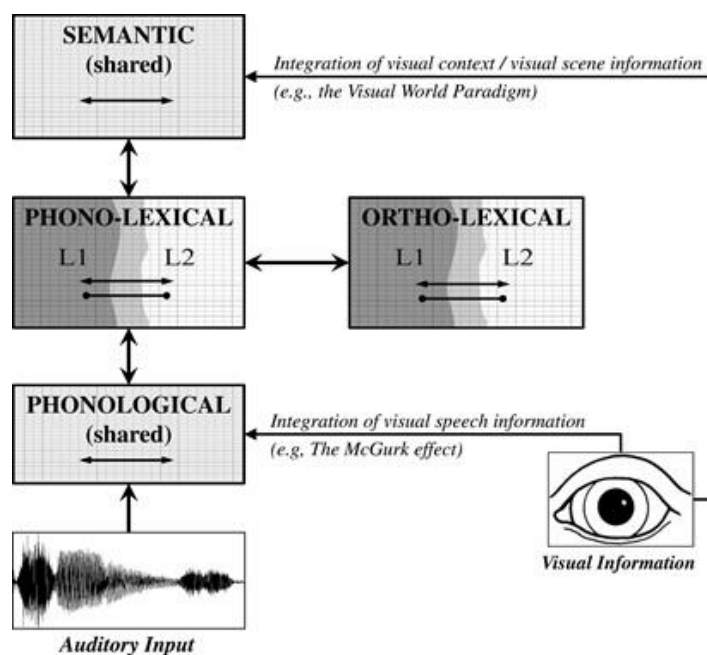 SEMANTIC
(shared)
Integration of visual context / visual scene information
(e.g., the Visual World Paradigm)
PHONO-LEXICAL
L1 L2
ORTHO-LEXICAL
L1 L2
PHONOLOGICAL
(shared)
Integration of visual speech information
(e.g, The McGurk effect)
Visual Information
Auditory Input